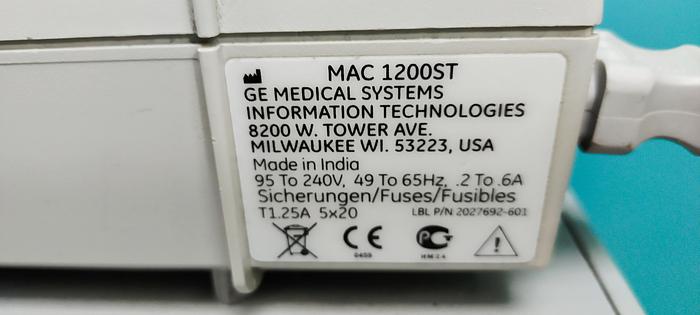 MAC 1200ST
GE MEDICAL SYSTEMS
INFORMATION TECHNOLOGIES
8200 W. TOWER AVE.
MILWAUKEE WI. 53223, USA
Made in India
95 To 240V, 49 To 65Hz, .2 To .6A
Sicherungen/Fuses/Fusibles
T1.25A 5x20 LBL P/N 2027692-601
CE
0459